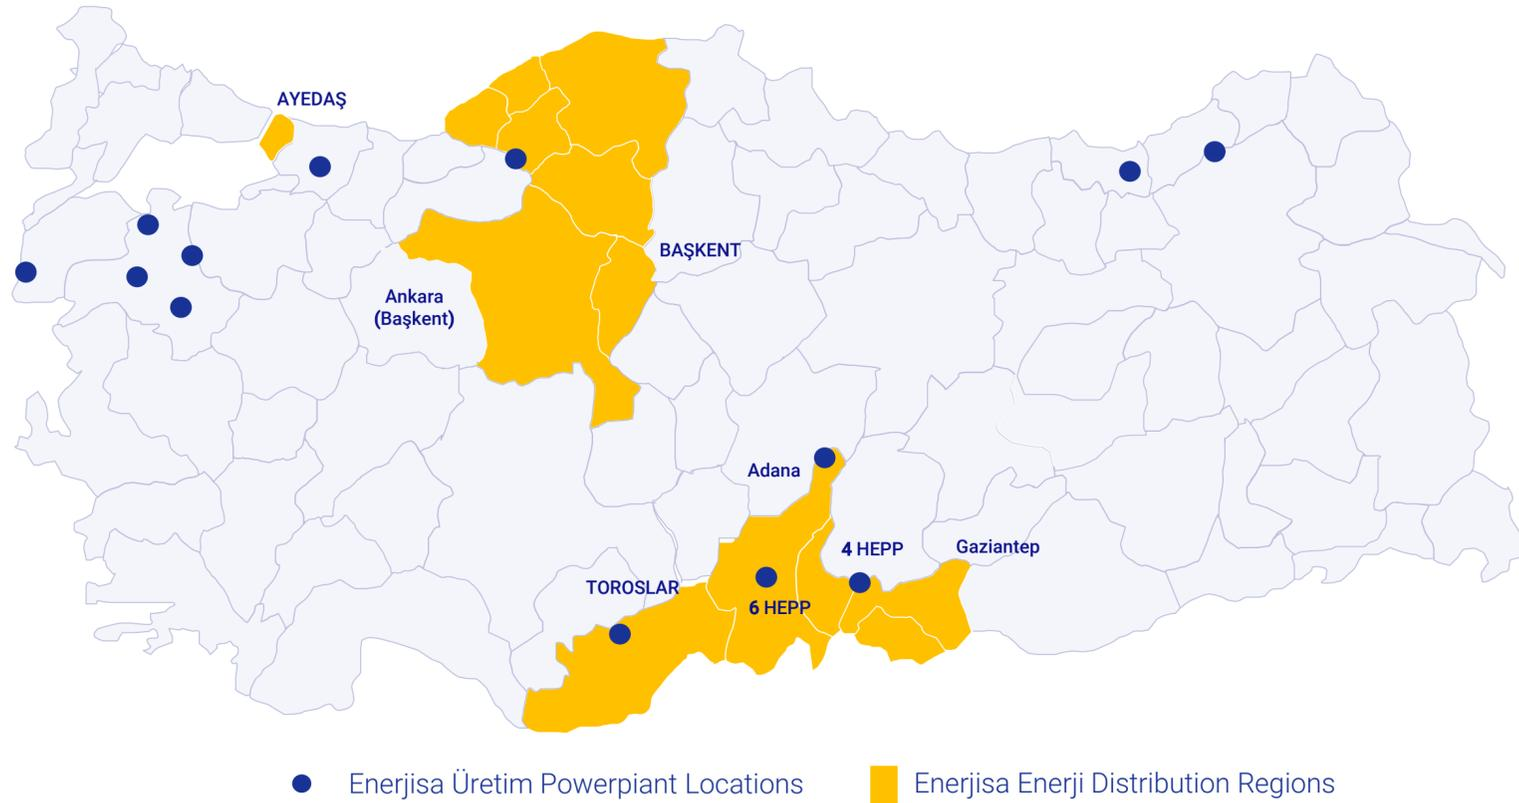 AYEDAŞ
BAŞKENT
Ankara
(Başkent)
Adana
4 HEPP
Gaziantep
TOROSLAR
6 HEPP
Enerjisa Üretim Powerpiant Locations
Enerjisa Enerji Distribution Regions